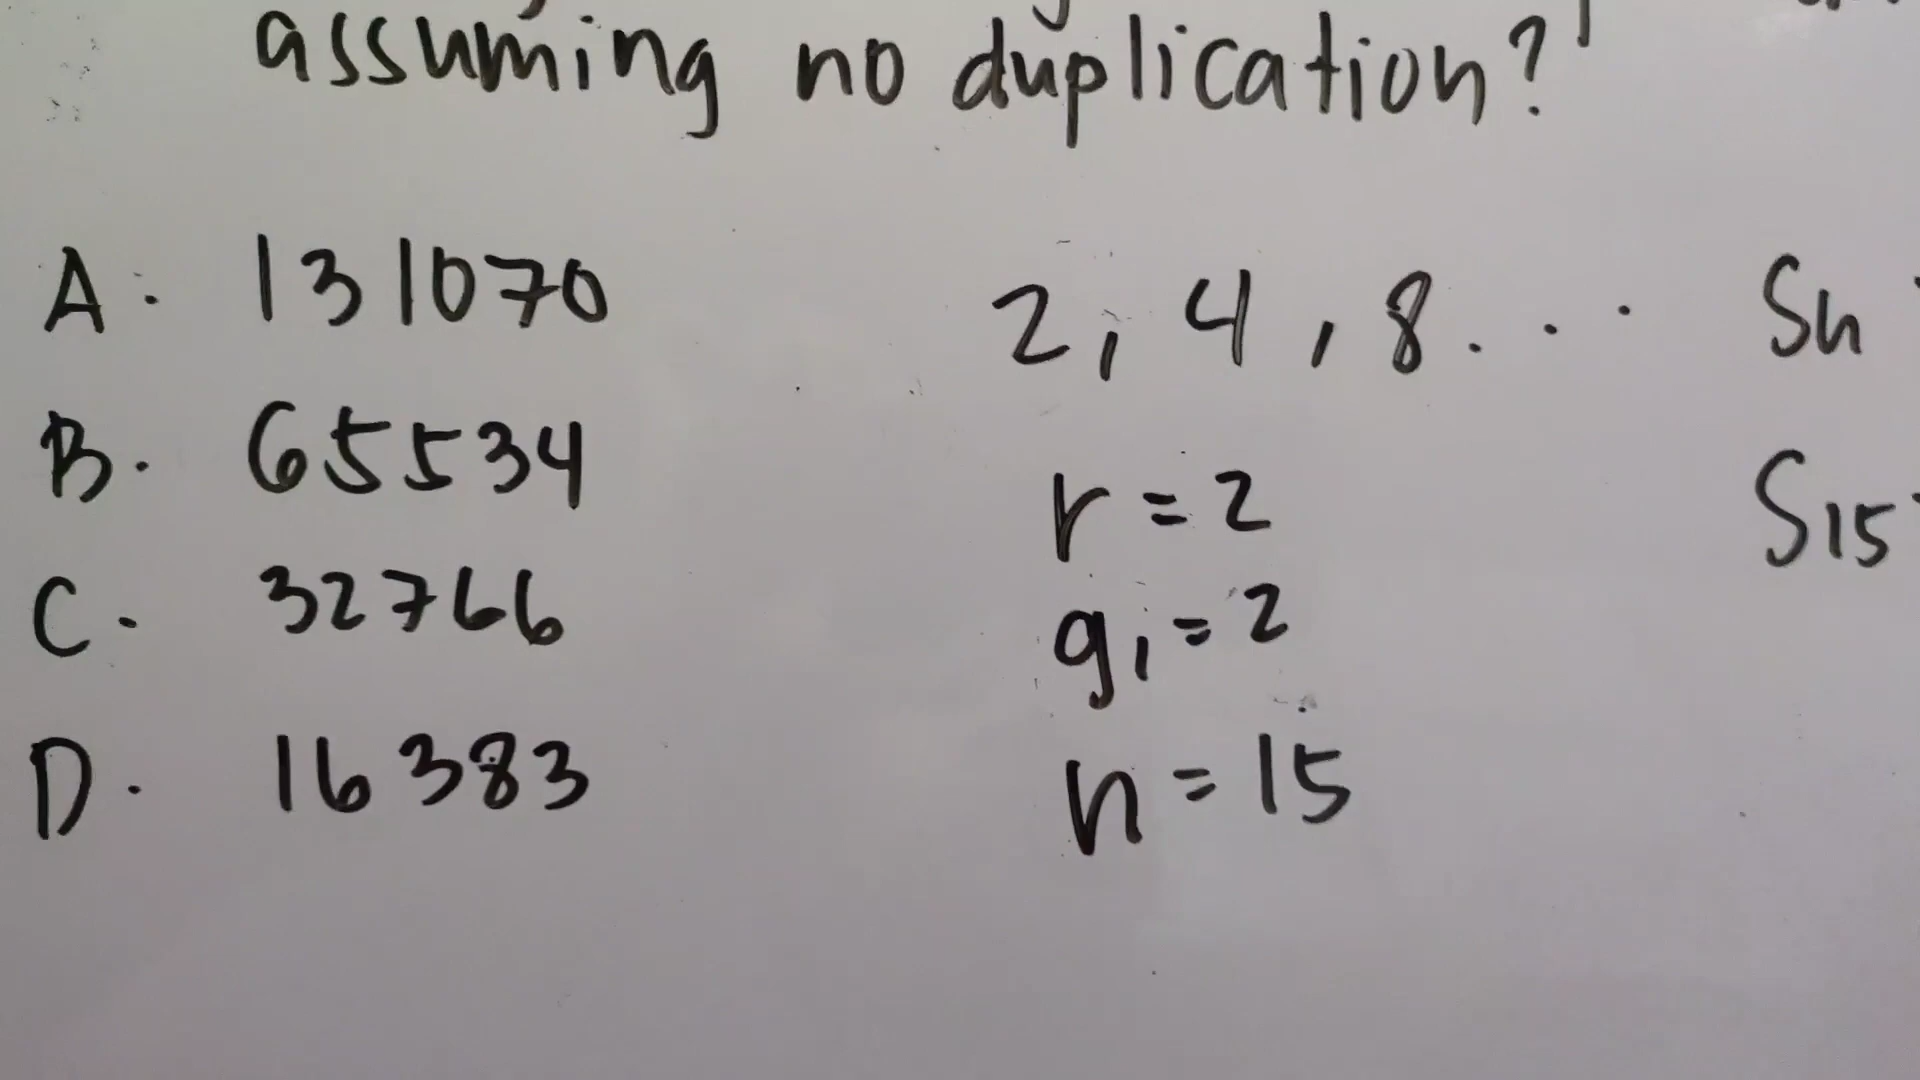 assuming no duplication?
A. 131070
2, 4, 8...
Sn
B. 65534
r = 2
S15
C. 32766
g1 = 2
D. 16383
n = 15